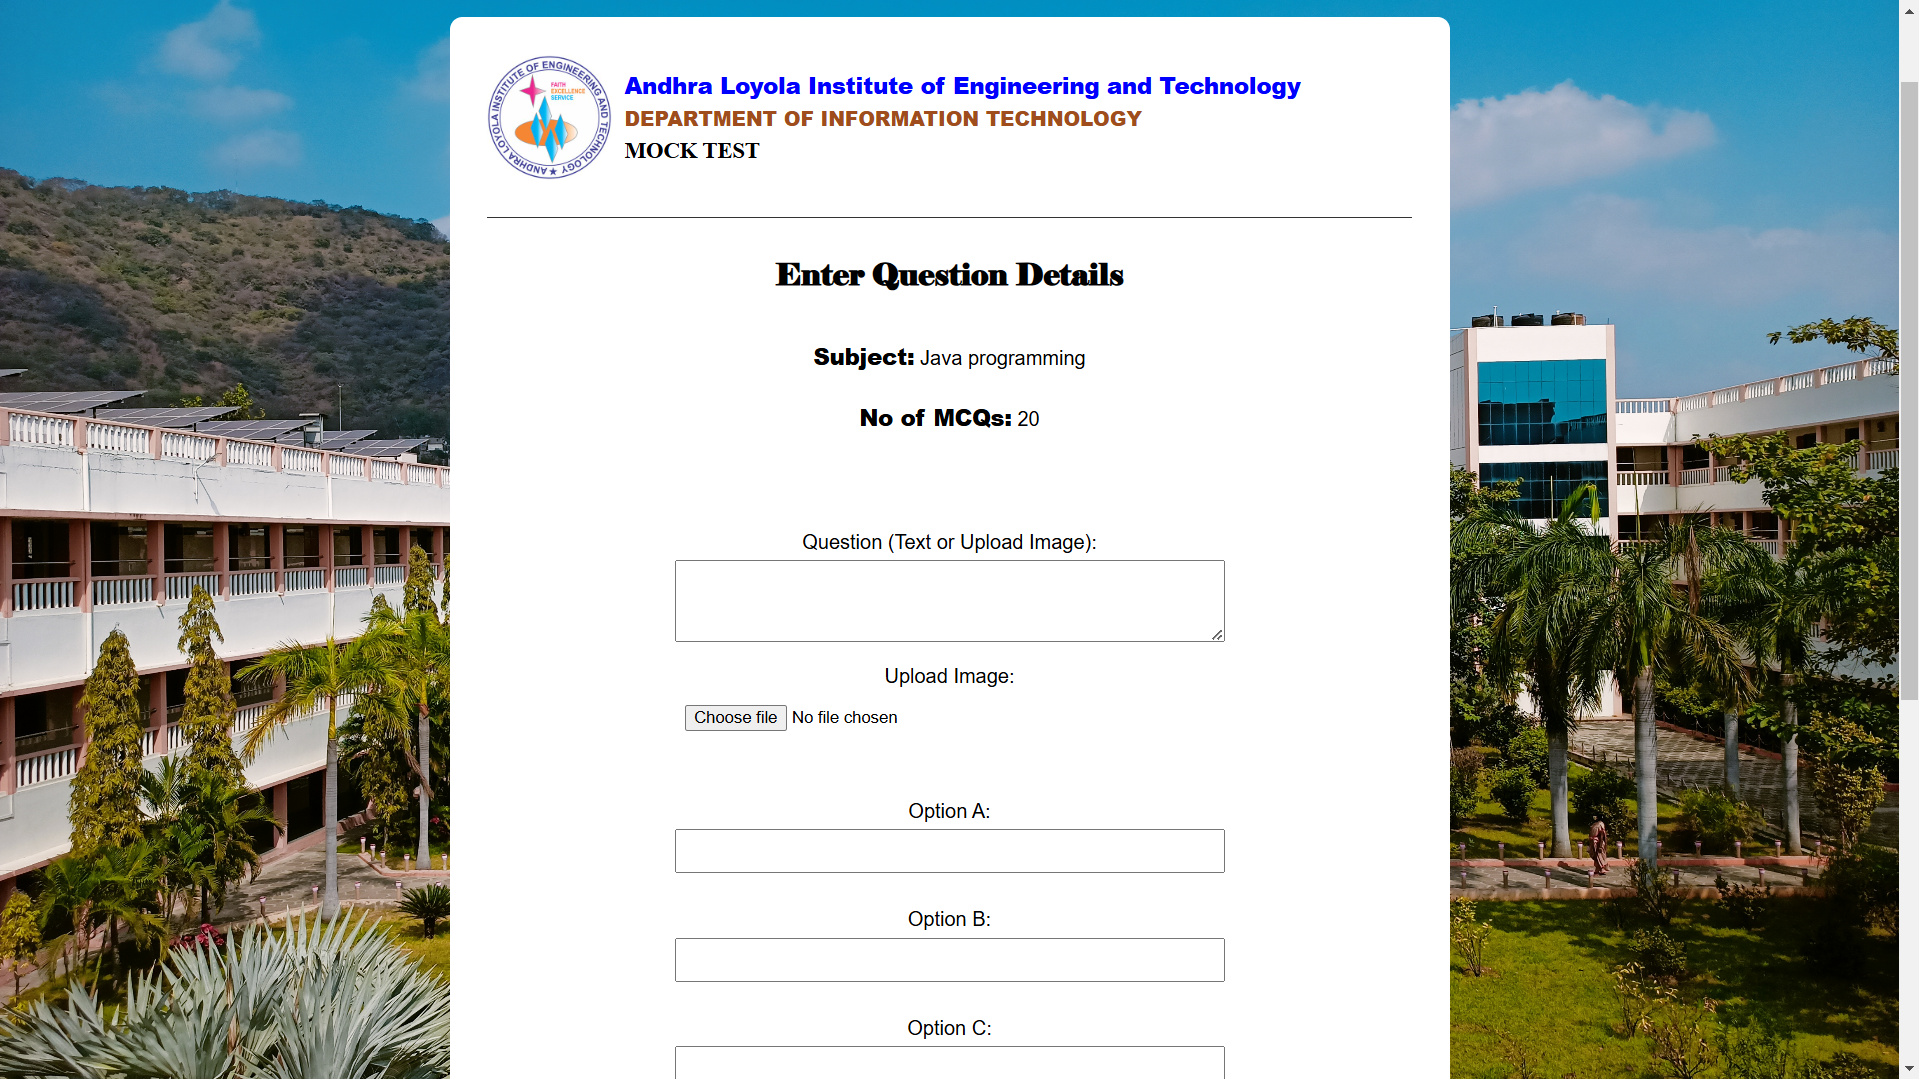 ANDHRA LOYOLA INSTITUTE OF ENGINEERING AND TECHNOLOGY
FAITH
EXCELLENCE
SERVICE
Andhra Loyola Institute of Engineering and Technology
DEPARTMENT OF INFORMATION TECHNOLOGY
MOCK TEST
Enter Question Details
Subject: Java programming
No of MCQs: 20
Question (Text or Upload Image):
Upload Image:
Choose file No file chosen
Option A:
Option B:
Option C: